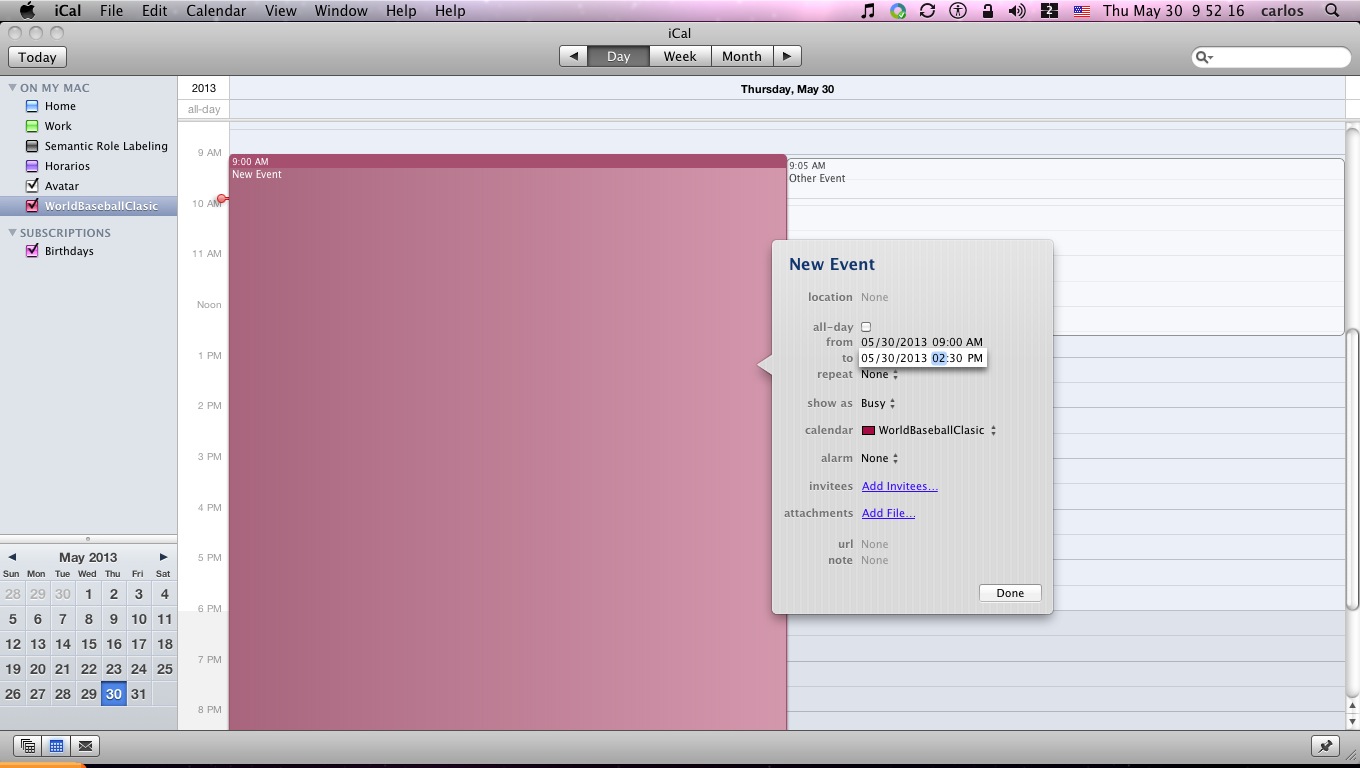 iCal File Edit Calendar View Window Help Help 2 Thu May 30 9 52 16 carlos
iCal
Today Day Week Month
ON MY MAC
Home
Work
Semantic Role Labeling
Horarios
Avatar
WorldBaseballClasic
SUBSCRIPTIONS
Birthdays
May 2013
Sun Mon Tue Wed Thu Fri Sat
28 29 30 1 2 3 4
5 6 7 8 9 10 11
12 13 14 15 16 17 18
19 20 21 22 23 24 25
26 27 28 29 30 31
2013 Thursday, May 30
all-day
9 AM
10 AM
11 AM
Noon
1 PM
2 PM
3 PM
4 PM
5 PM
6 PM
7 PM
8 PM
9:00 AM
New Event
9:05 AM
Other Event
New Event
location None
all-day
from 05/30/2013 09:00 AM
to 05/30/2013 02:30 PM
repeat None
show as Busy
calendar WorldBaseballClasic
alarm None
invitees Add Invitees...
attachments Add File...
url None
note None
Done